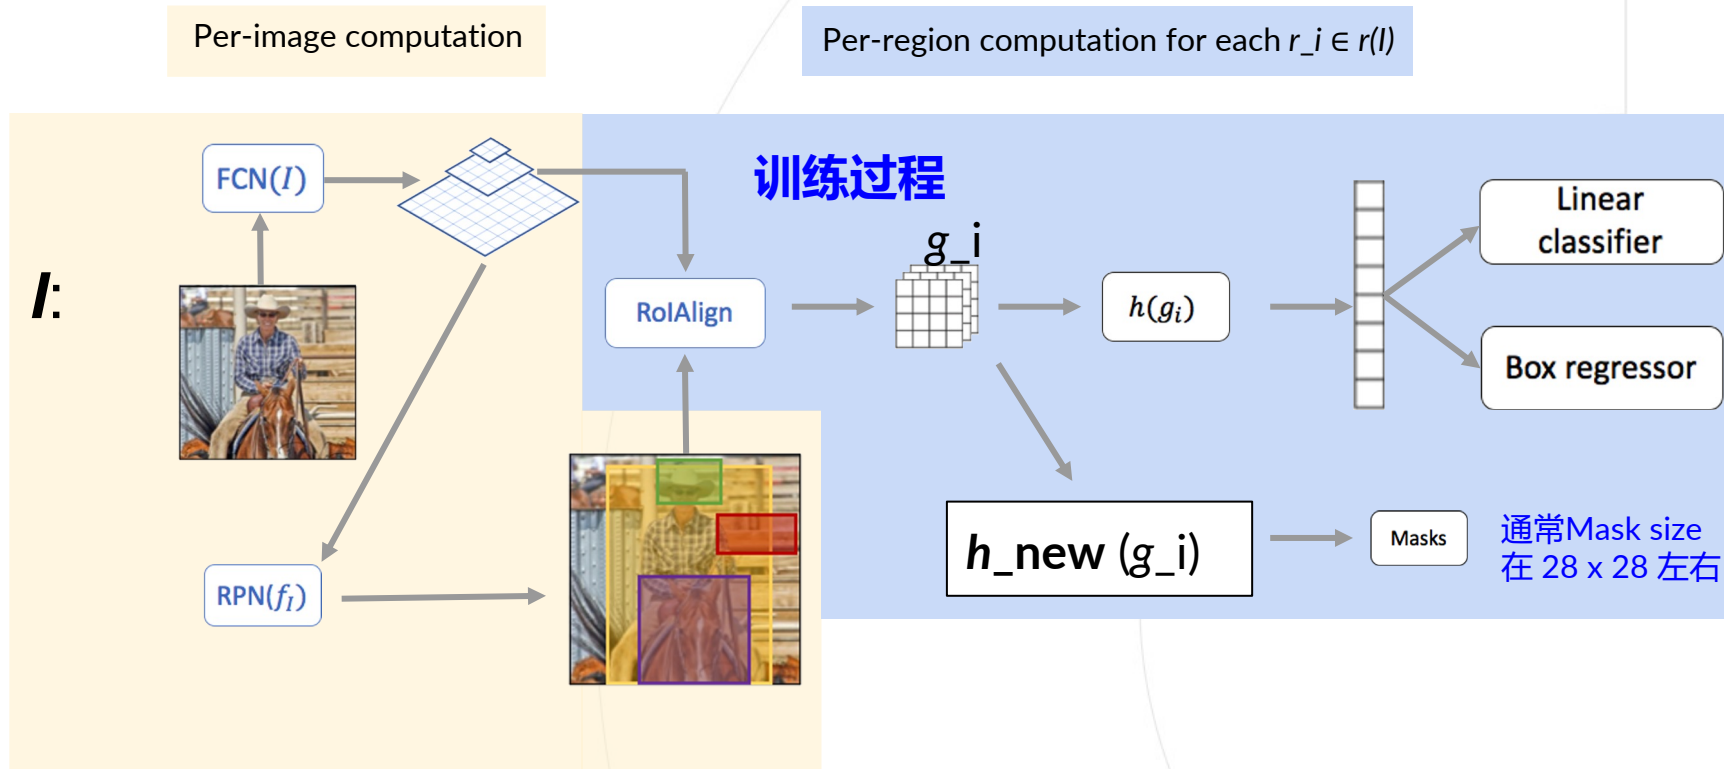 Per-image computation
Per-region computation for each r_i ∈ r(I)
训练过程
FCN(I)
I:
g_i
RoIAlign
h(gᵢ)
Linear
classifier
Box regressor
RPN(f_I)
h_new (g_i)
Masks
通常Mask size
在 28 x 28 左右